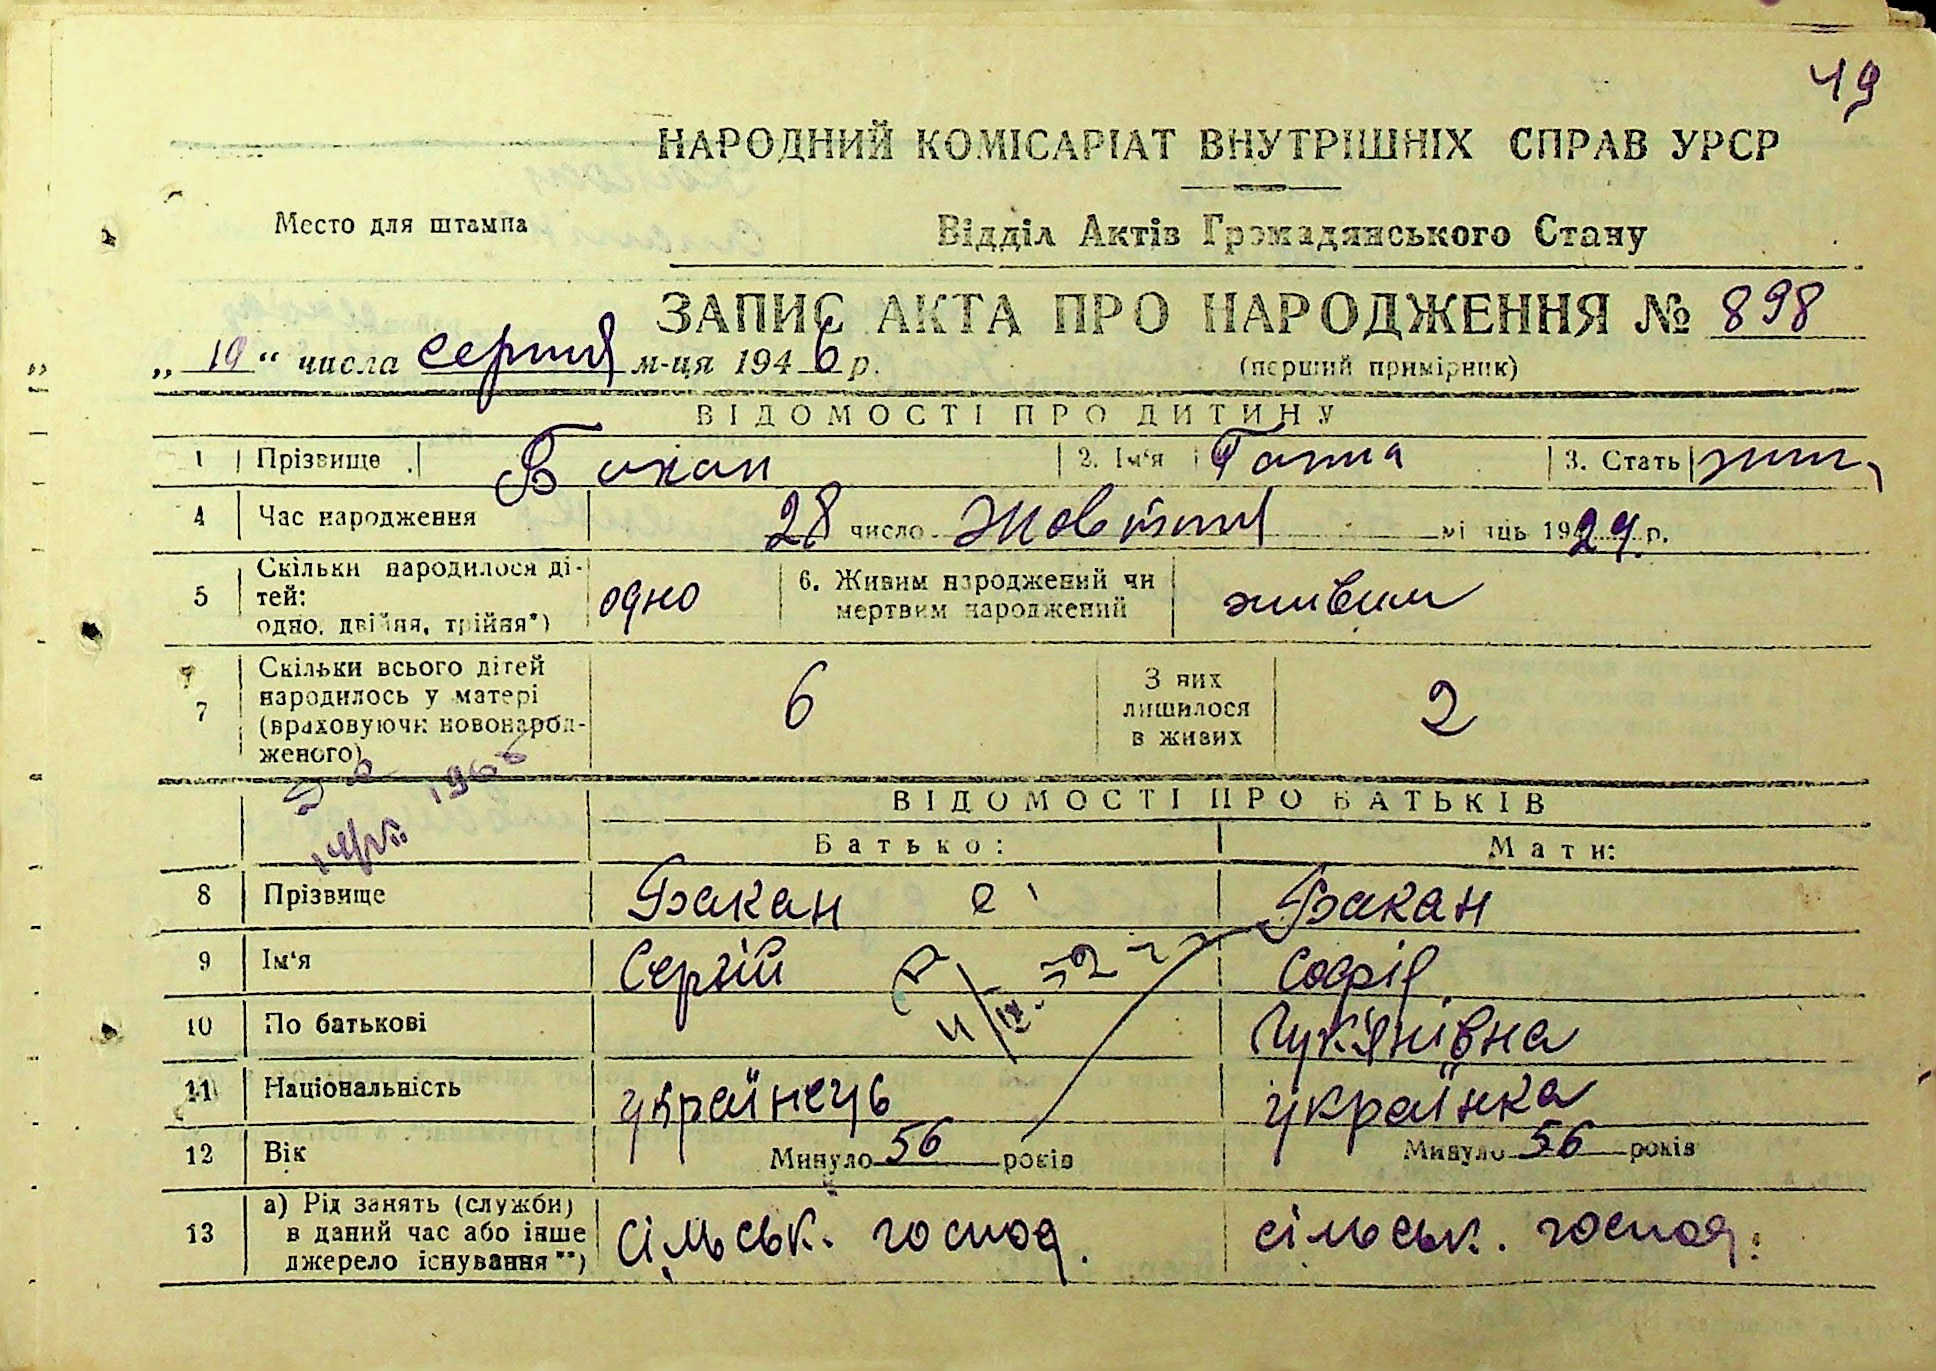 49
НАРОДНИЙ КОМІСАРІАТ ВНУТРІШНІХ СПРАВ УРСР
Место для штампа
Відділ Актів Громадянського Стану
ЗАПИС АКТА ПРО НАРОДЖЕННЯ № 898
„ 19 “ числа серпня м-ця 1946 р.
(перший примірник)
ВІДОМОСТІ ПРО ДИТИНУ
1 Прізвище Бакан 2. Ім'я Ганна 3. Стать жін.
4 Час народження 28 число Жовтня місяць 1929 р.
5 Скільки народилося дітей: одно, двійня, трійня*) одно 6. Живим народжений чи мертвим народжений живим
7 Скільки всього дітей народилось у матері (враховуючи новонародженого) 6 З них лишилося в живих 2
ВІДОМОСТІ ПРО БАТЬКІВ
Батько: Мати:
8 Прізвище Бакан Бакан
9 Ім'я Сергій Софія
10 По батькові Лук'янівна
11 Національність українець українка
12 Вік Минуло 56 років Минуло 56 років
13 а) Рід занять (служби) в даний час або інше джерело існування**) сільськ. господ. сільськ. господ.